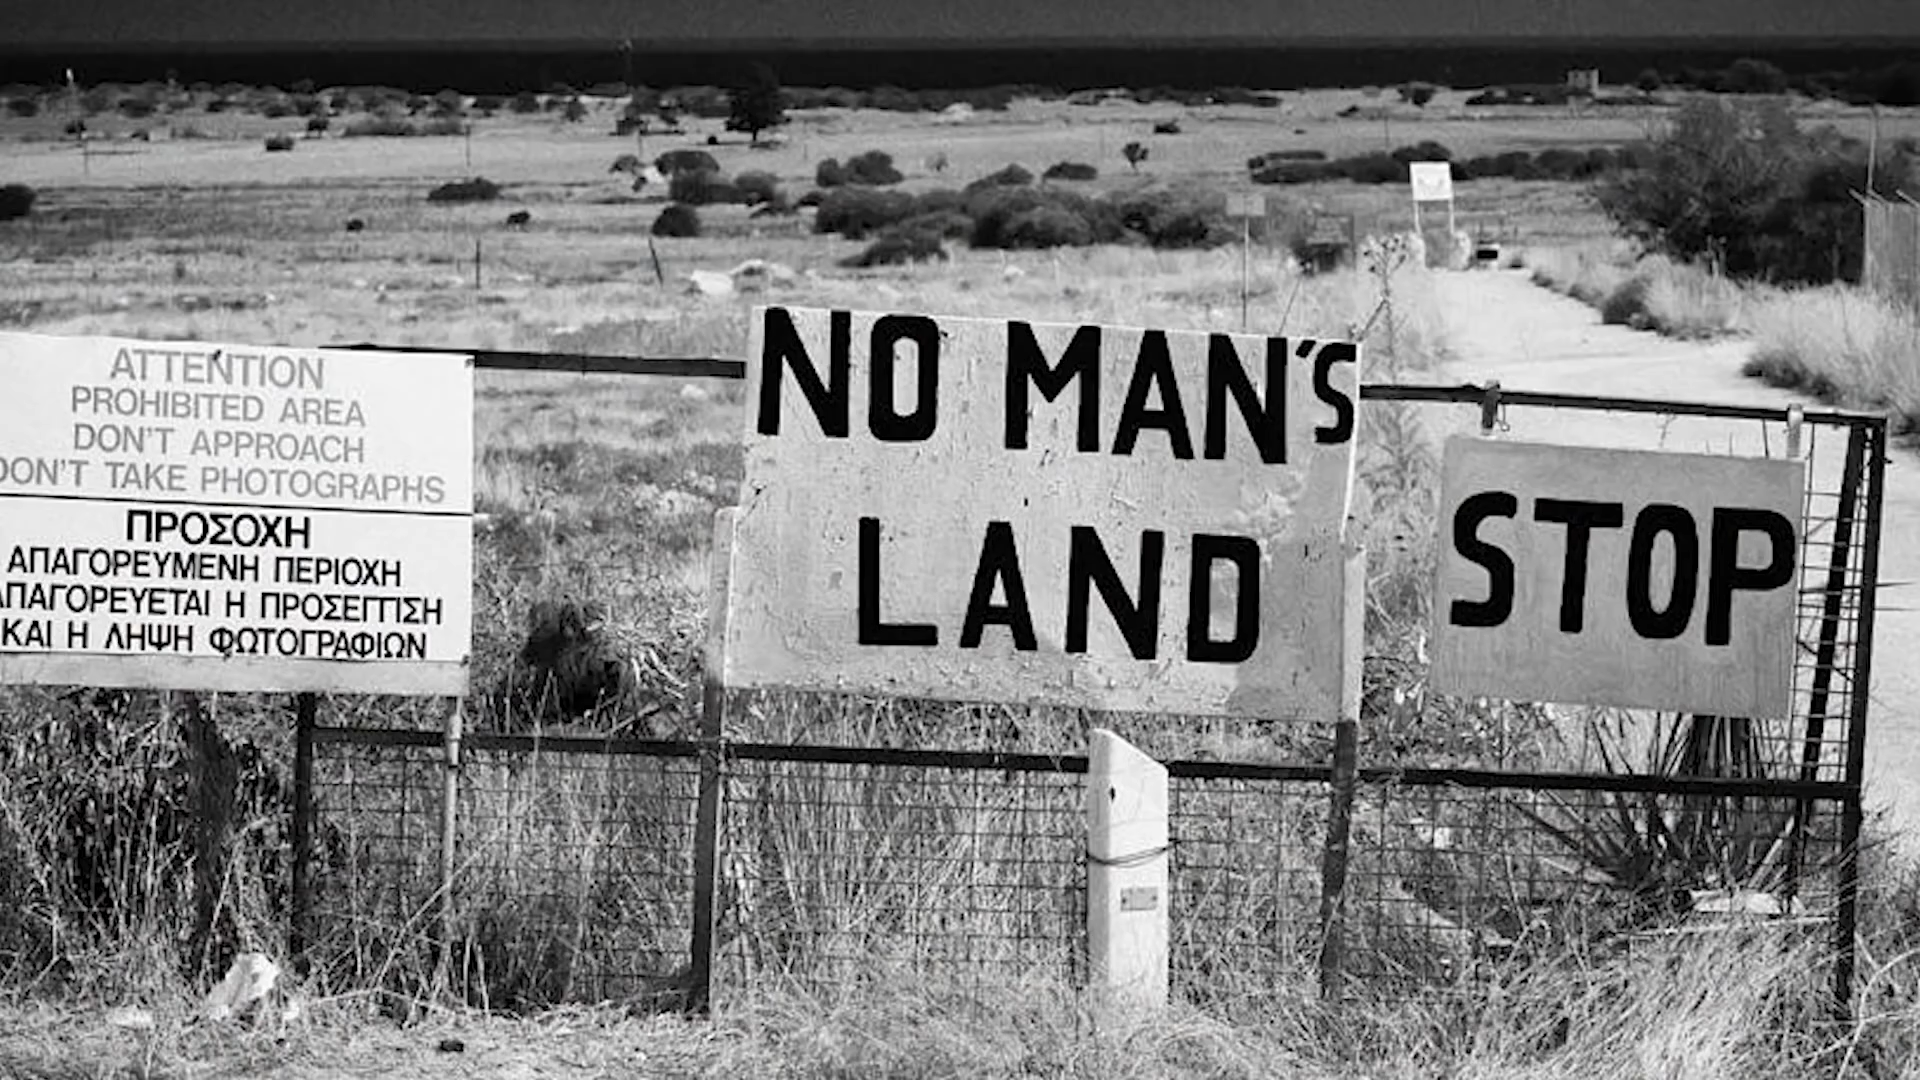 ATTENTION
PROHIBITED AREA
DON'T APPROACH
DON'T TAKE PHOTOGRAPHS
ΠΡΟΣΟΧΗ
ΑΠΑΓΟΡΕΥΜΕΝΗ ΠΕΡΙΟΧΗ
ΑΠΑΓΟΡΕΥΕΤΑΙ Η ΠΡΟΣΕΓΓΙΣΗ
ΚΑΙ Η ΛΗΨΗ ΦΩΤΟΓΡΑΦΙΩΝ
NO MAN'S
LAND
STOP